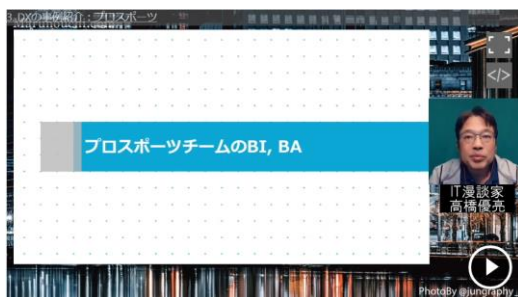 3. DXの事例紹介：プロスポーツ
プロスポーツチームのBI, BA
</>
IT漫談家
高橋優亮
PhotoBy @jungraphy